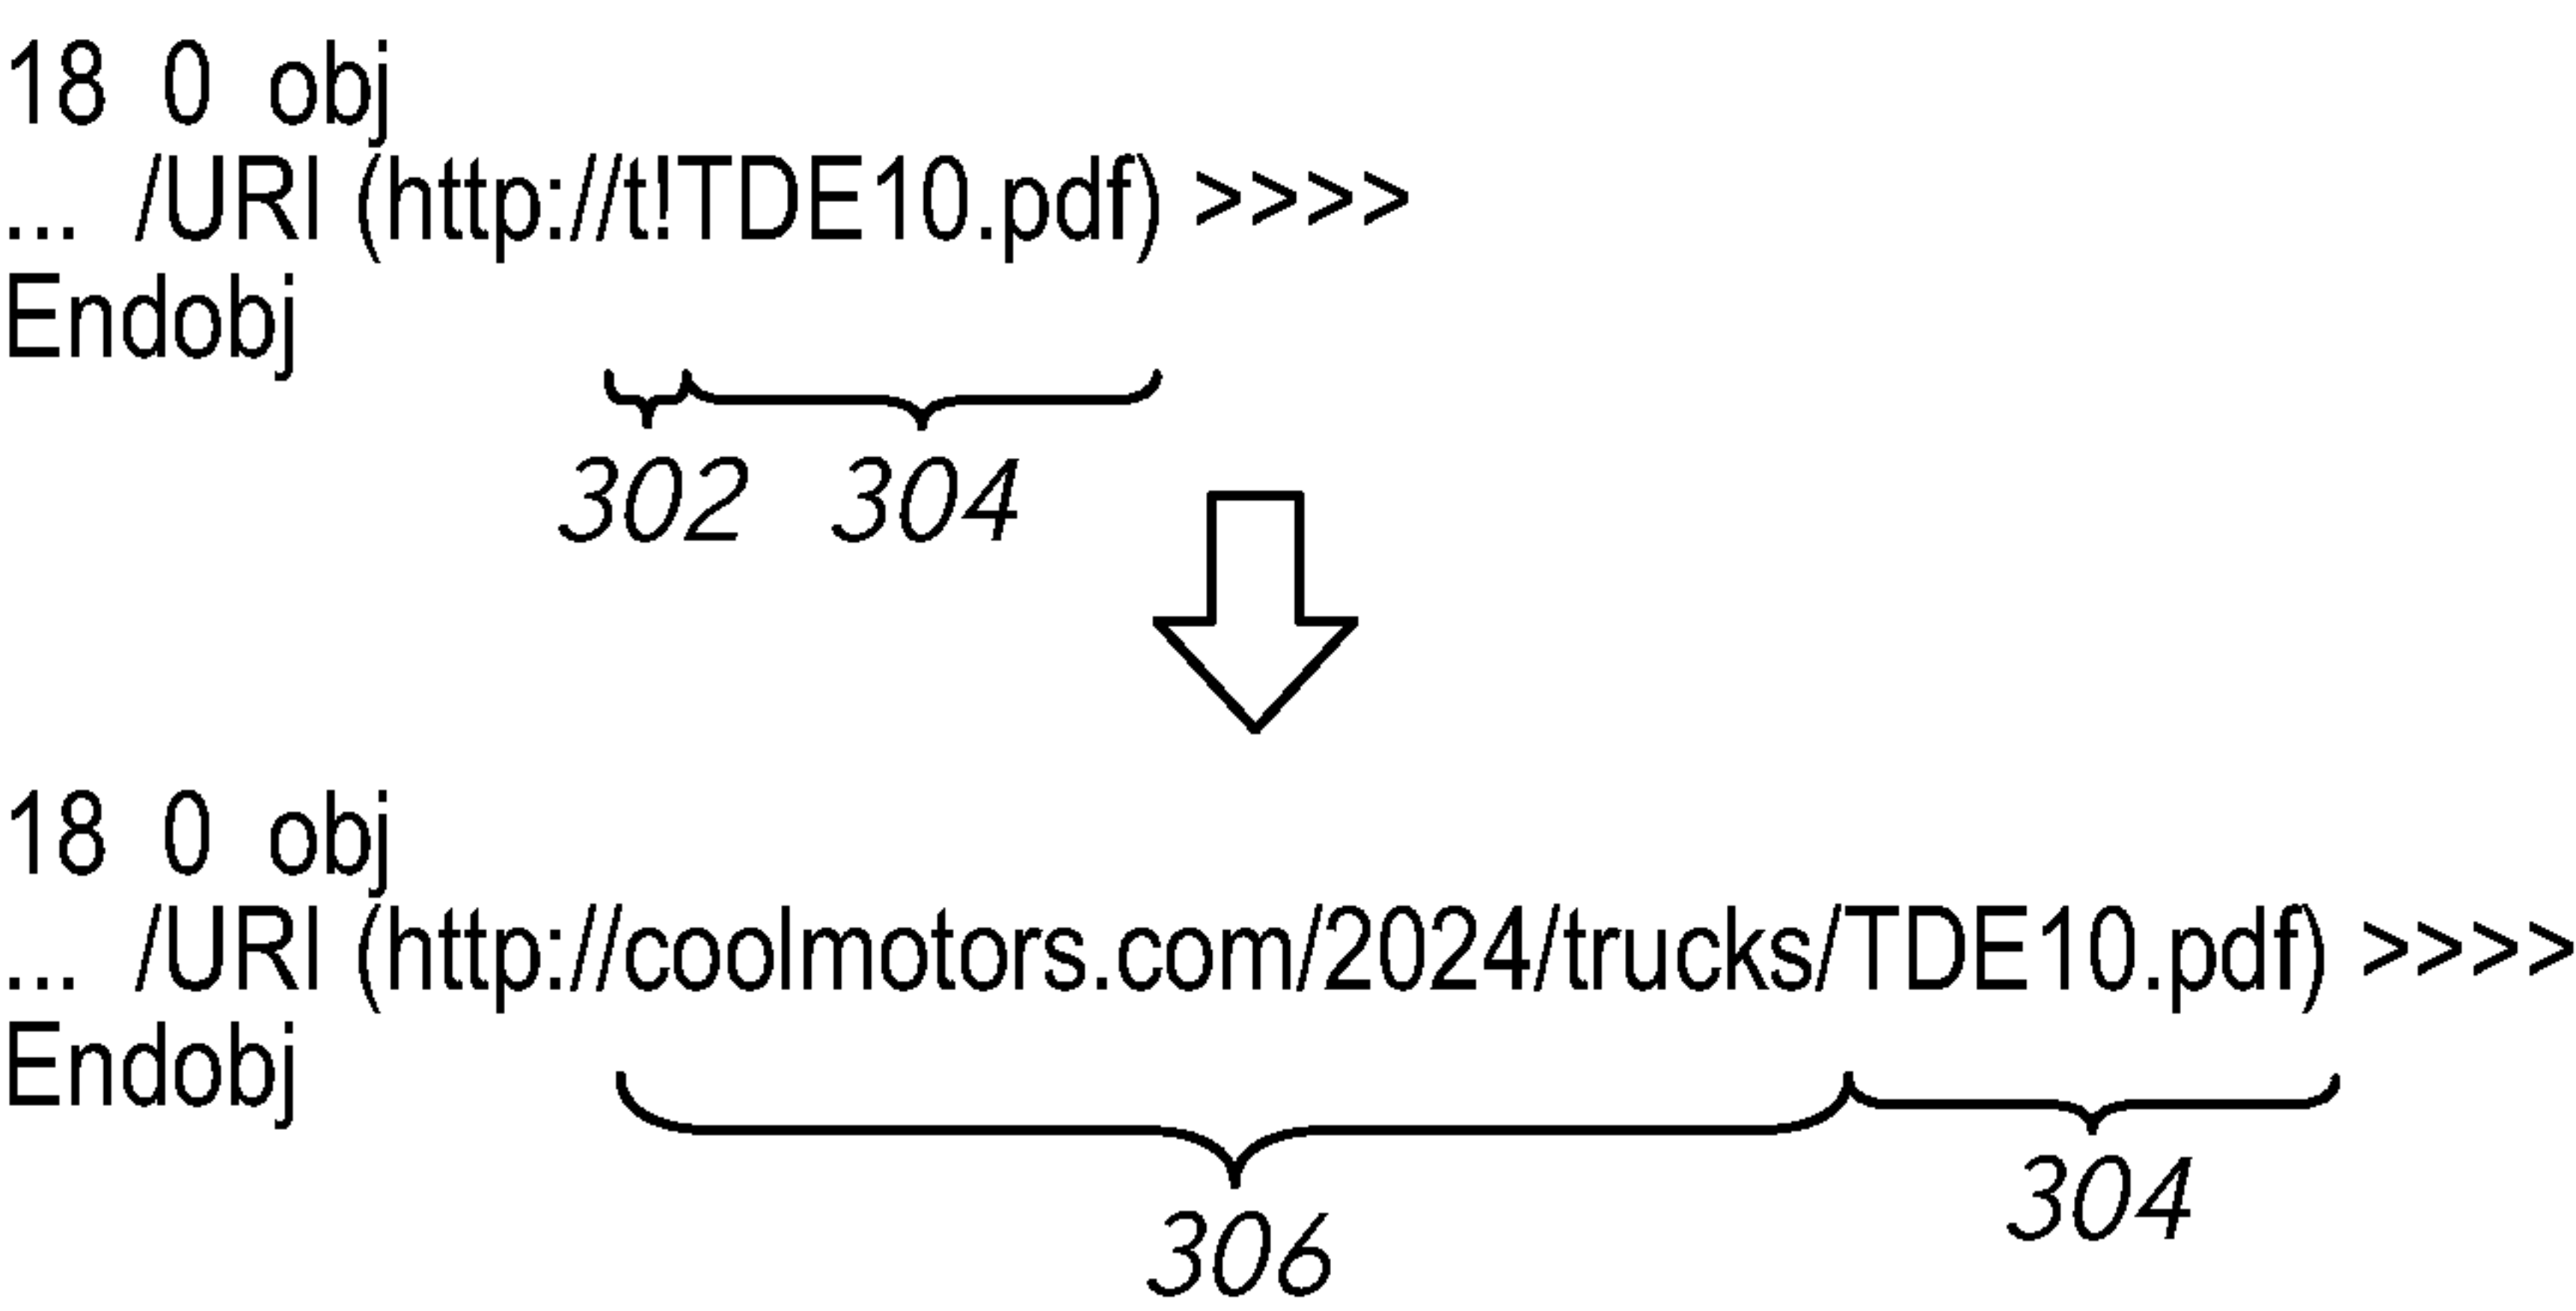 18 0 obj
... /URI (http://t!TDE10.pdf) >>>>
Endobj
302 304
18 0 obj
... /URI (http://coolmotors.com/2024/trucks/TDE10.pdf) >>>>
Endobj
304
306